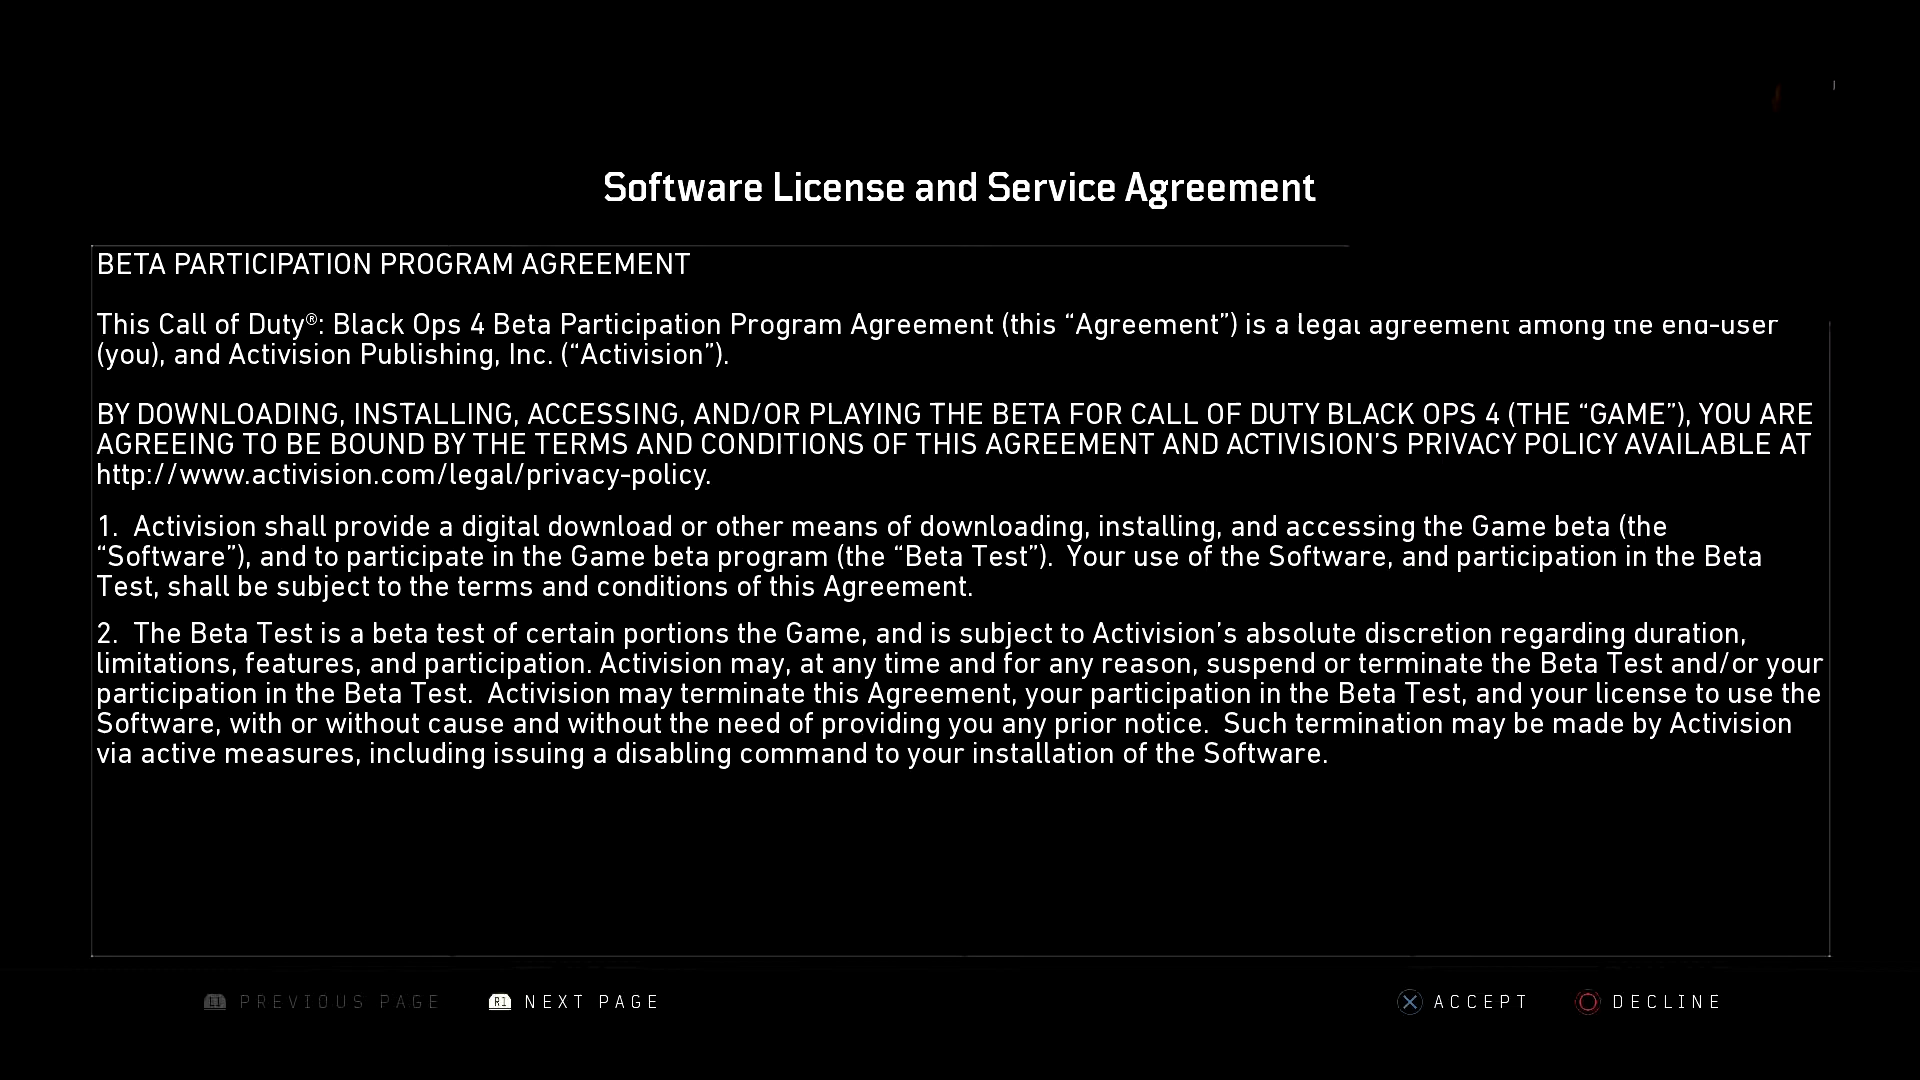 Software License and Service Agreement
BETA PARTICIPATION PROGRAM AGREEMENT
This Call of Duty®: Black Ops 4 Beta Participation Program Agreement (this “Agreement”) is a legal agreement among the end-user
(you), and Activision Publishing, Inc. (“Activision”).
BY DOWNLOADING, INSTALLING, ACCESSING, AND/OR PLAYING THE BETA FOR CALL OF DUTY BLACK OPS 4 (THE “GAME”), YOU ARE
AGREEING TO BE BOUND BY THE TERMS AND CONDITIONS OF THIS AGREEMENT AND ACTIVISION’S PRIVACY POLICY AVAILABLE AT
http://www.activision.com/legal/privacy-policy.
1.  Activision shall provide a digital download or other means of downloading, installing, and accessing the Game beta (the
“Software”), and to participate in the Game beta program (the “Beta Test”).  Your use of the Software, and participation in the Beta
Test, shall be subject to the terms and conditions of this Agreement.
2.  The Beta Test is a beta test of certain portions the Game, and is subject to Activision’s absolute discretion regarding duration,
limitations, features, and participation. Activision may, at any time and for any reason, suspend or terminate the Beta Test and/or your
participation in the Beta Test.  Activision may terminate this Agreement, your participation in the Beta Test, and your license to use the
Software, with or without cause and without the need of providing you any prior notice.  Such termination may be made by Activision
via active measures, including issuing a disabling command to your installation of the Software.
L1 PREVIOUS PAGE R1 NEXT PAGE ACCEPT DECLINE